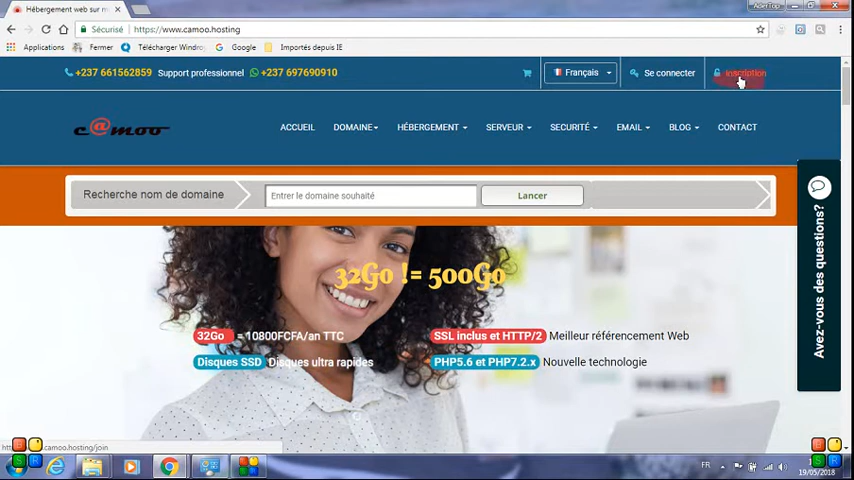 AderTop
Hébergement web sur m
Sécurisé
https://www.camoo.hosting
Applications
Fermer
Télécharger Windro
Google
Importés depuis IE
+237 661562859
Support professionnel
+237 697690910
Français
Se connecter
inscription
c@moo
ACCUEIL
DOMAINE
HÉBERGEMENT
SERVEUR
SECURITÉ
EMAIL
BLOG
CONTACT
Recherche nom de domaine
Entrer le domaine souhaité
Lancer
32Go != 500Go
32Go = 10800FCFA/an TTC
SSL inclus et HTTP/2 Meilleur référencement Web
Disques SSD Disques ultra rapides
PHP5.6 et PHP7.2.x Nouvelle technologie
Avez-vous des questions?
camoo.hosting/join
FR
19/05/2018